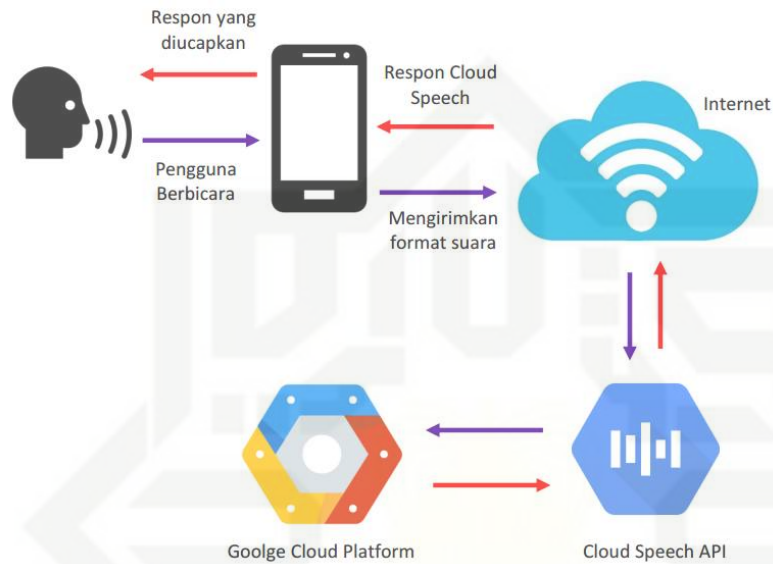 Respon yang
diucapkan
Respon Cloud
Speech
Internet
Pengguna
Berbicara
Mengirimkan
format suara
Goolge Cloud Platform
Cloud Speech API